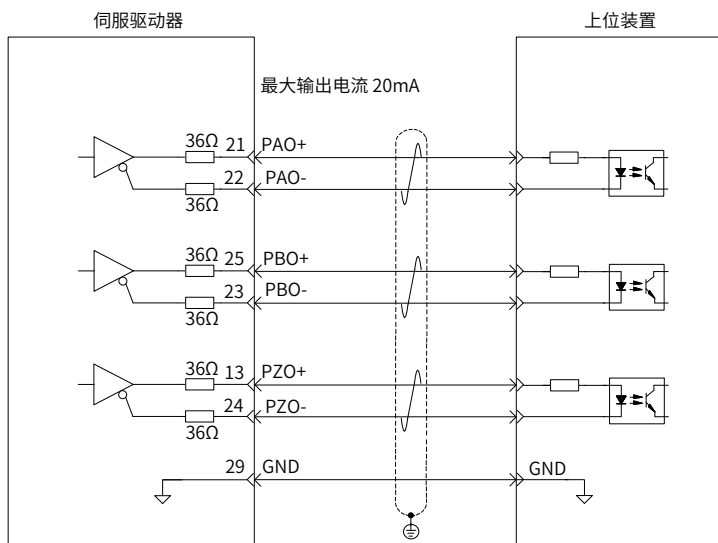 伺服驱动器
上位装置
最大输出电流 20mA
36Ω 21 PAO+
22 PAO-
36Ω
36Ω 25 PBO+
23 PBO-
36Ω
36Ω 13 PZO+
24 PZO-
36Ω
29 GND
GND